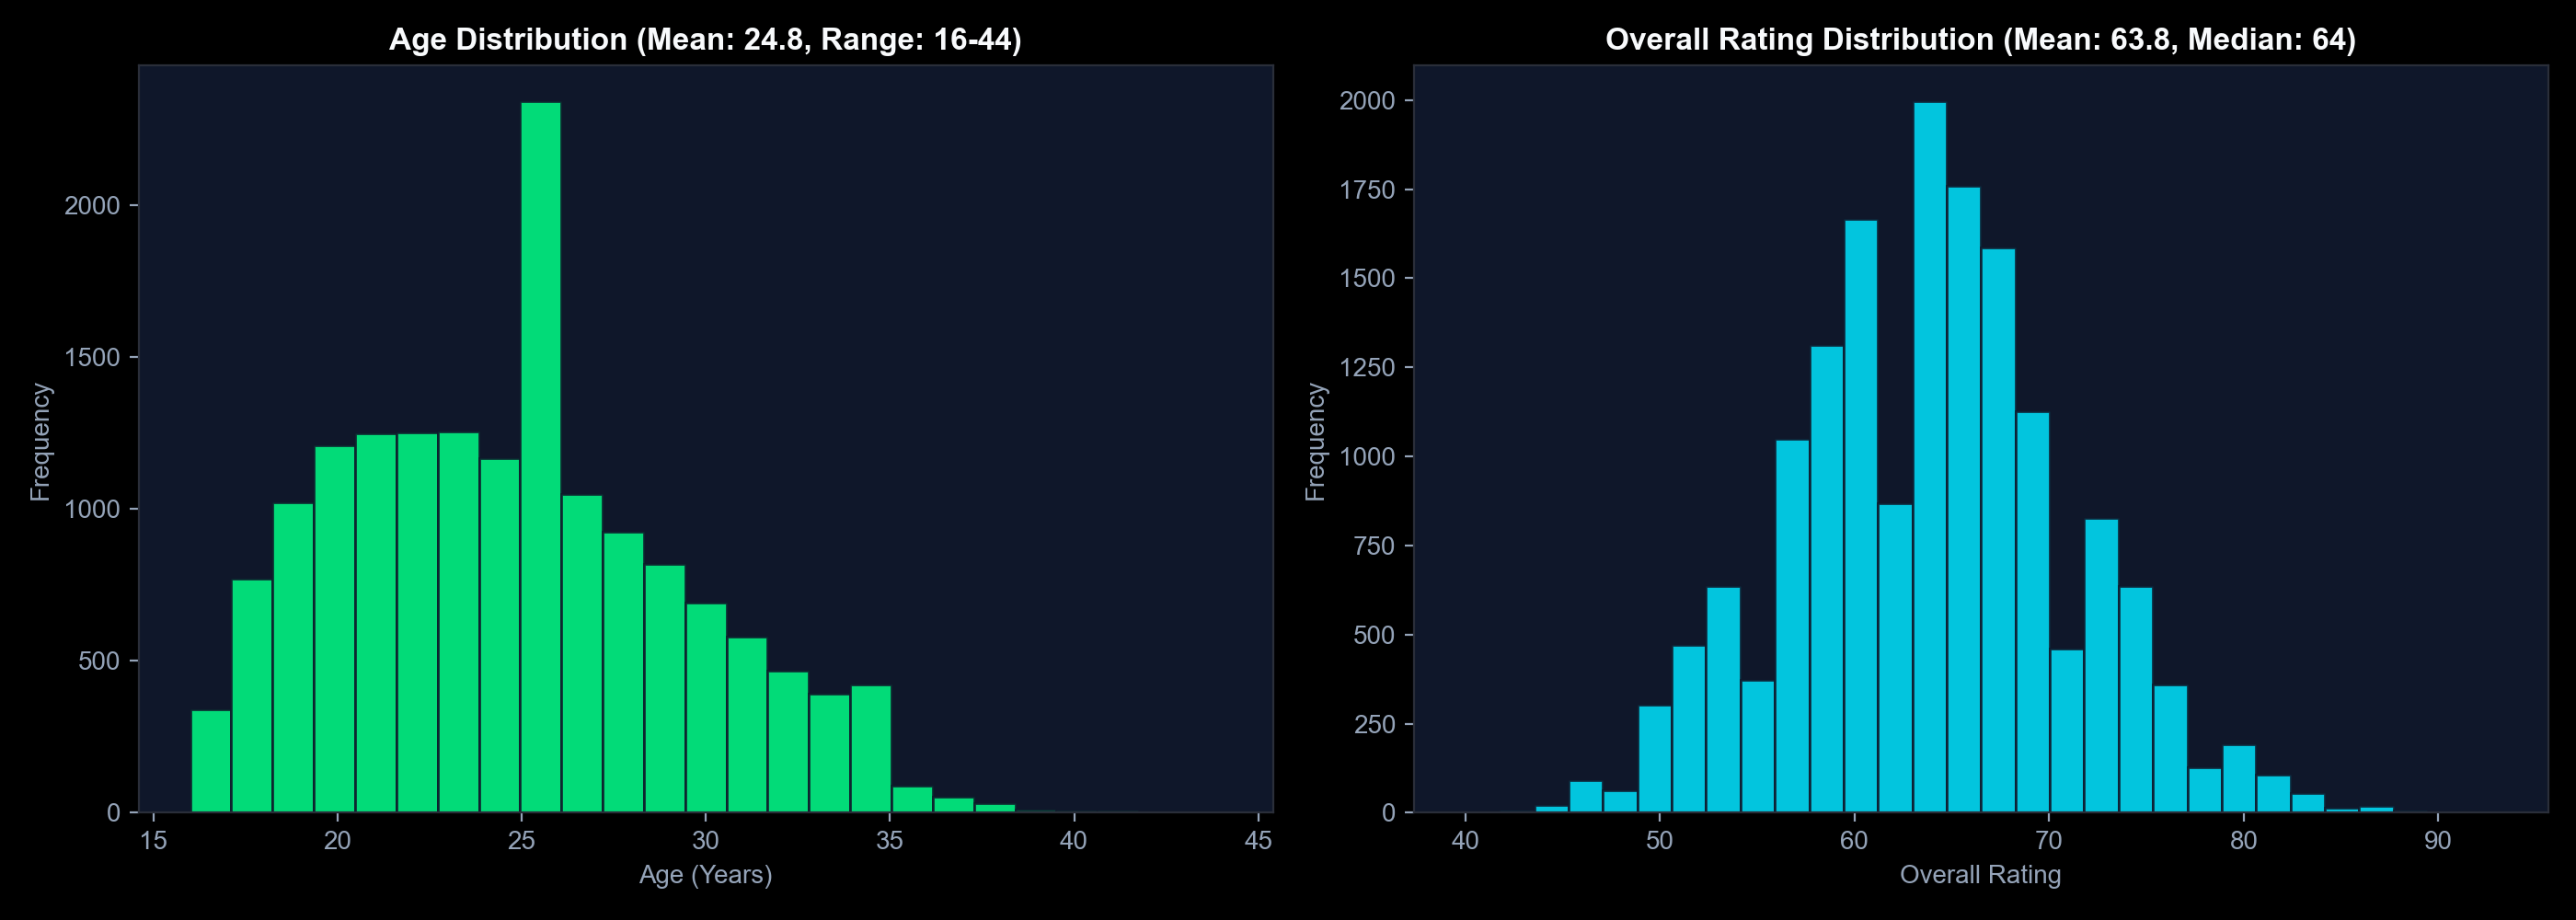 Age Distribution (Mean: 24.8, Range: 16-44)
Frequency
2000
1500
1000
500
0
15 20 25 30 35 40 45
Age (Years)
Overall Rating Distribution (Mean: 63.8, Median: 64)
Frequency
2000
1750
1500
1250
1000
750
500
250
0
40 50 60 70 80 90
Overall Rating